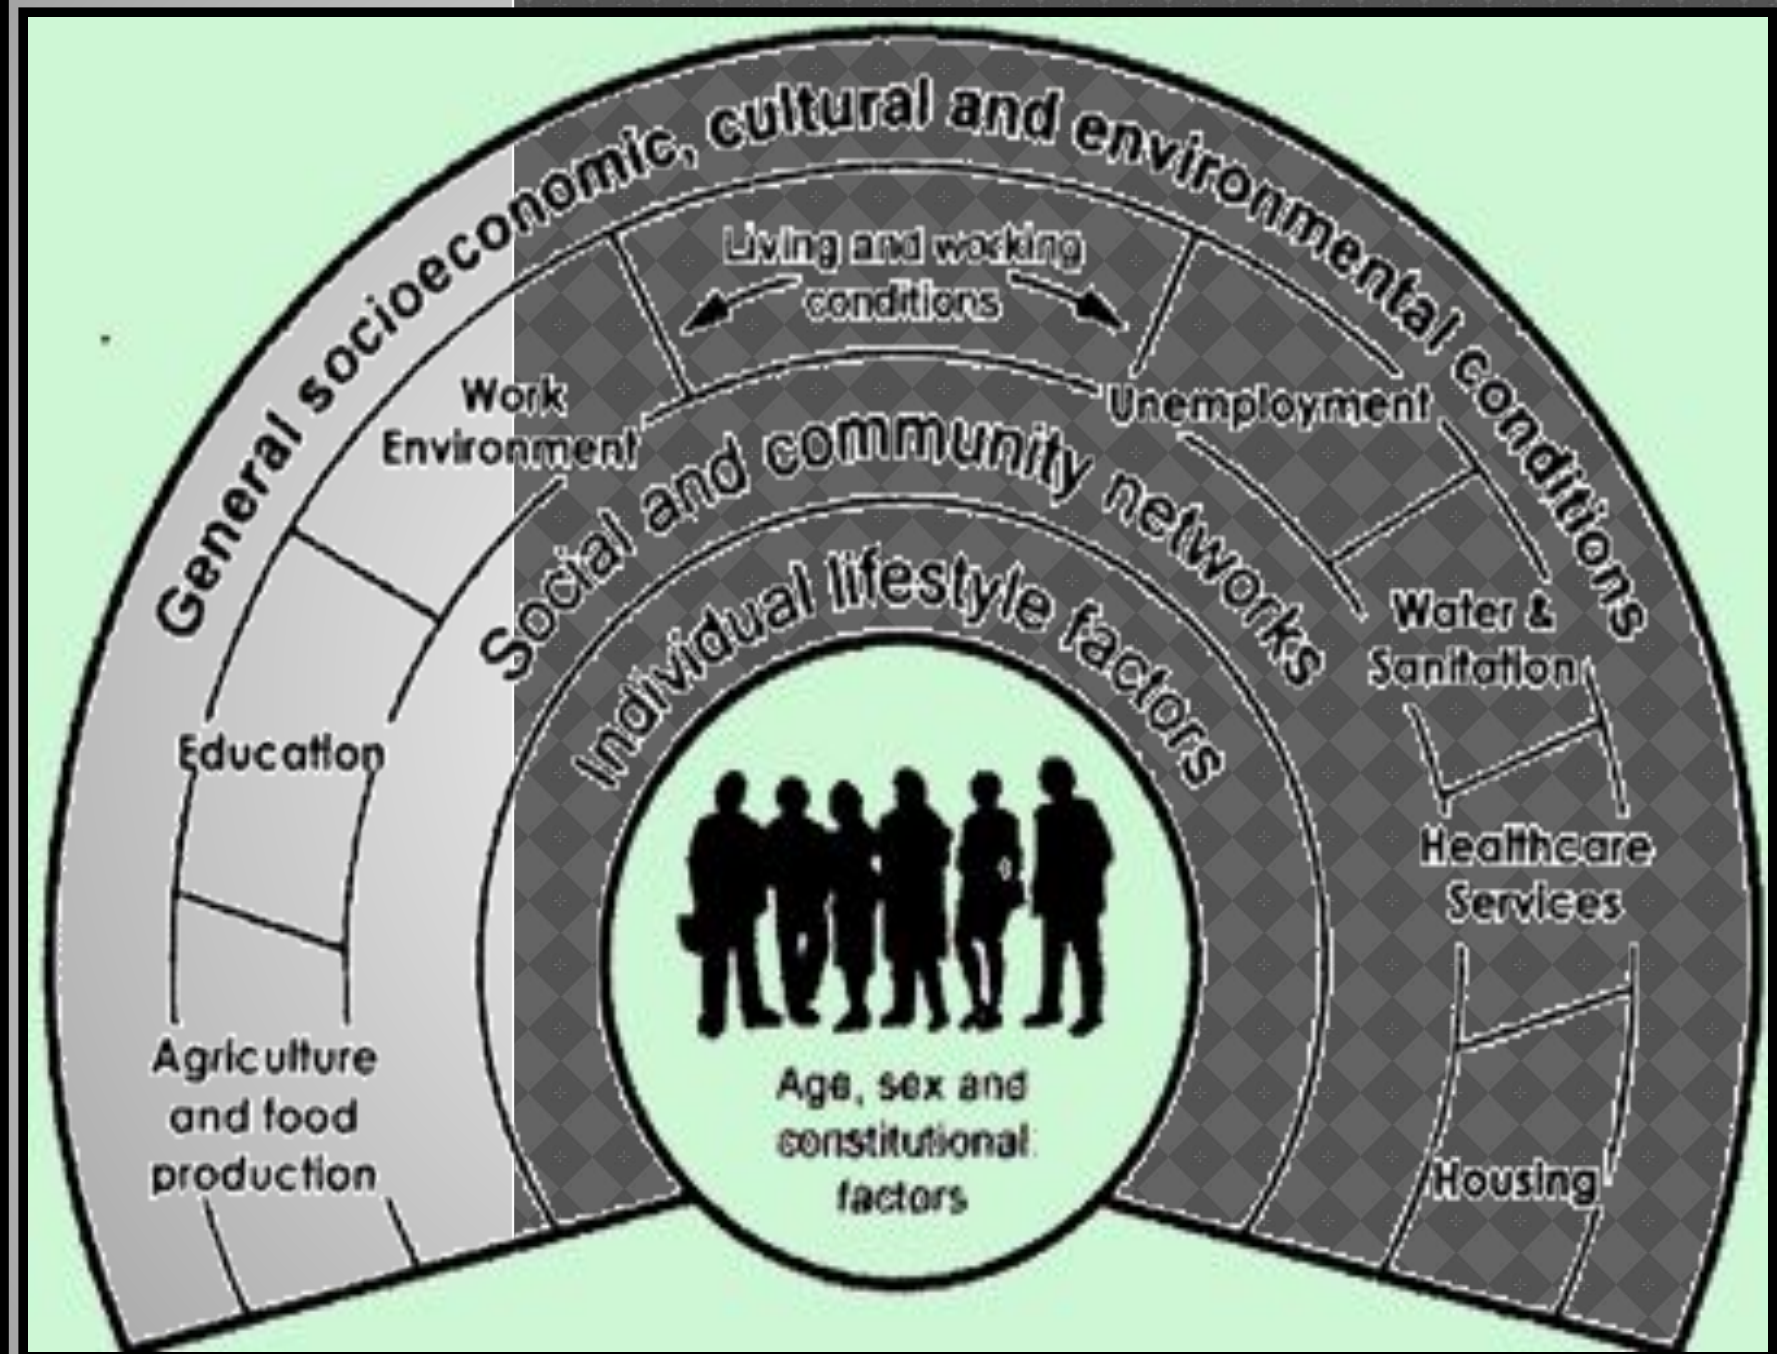 General socioeconomic, cultural and environmental conditions
Living and working
conditions
Work
Environment
Unemployment
Social and community networks
Individual lifestyle factors
Water &
Sanitation
Education
Healthcare
Services
Agriculture
and food
production
Age, sex and
constitutional
factors
Housing